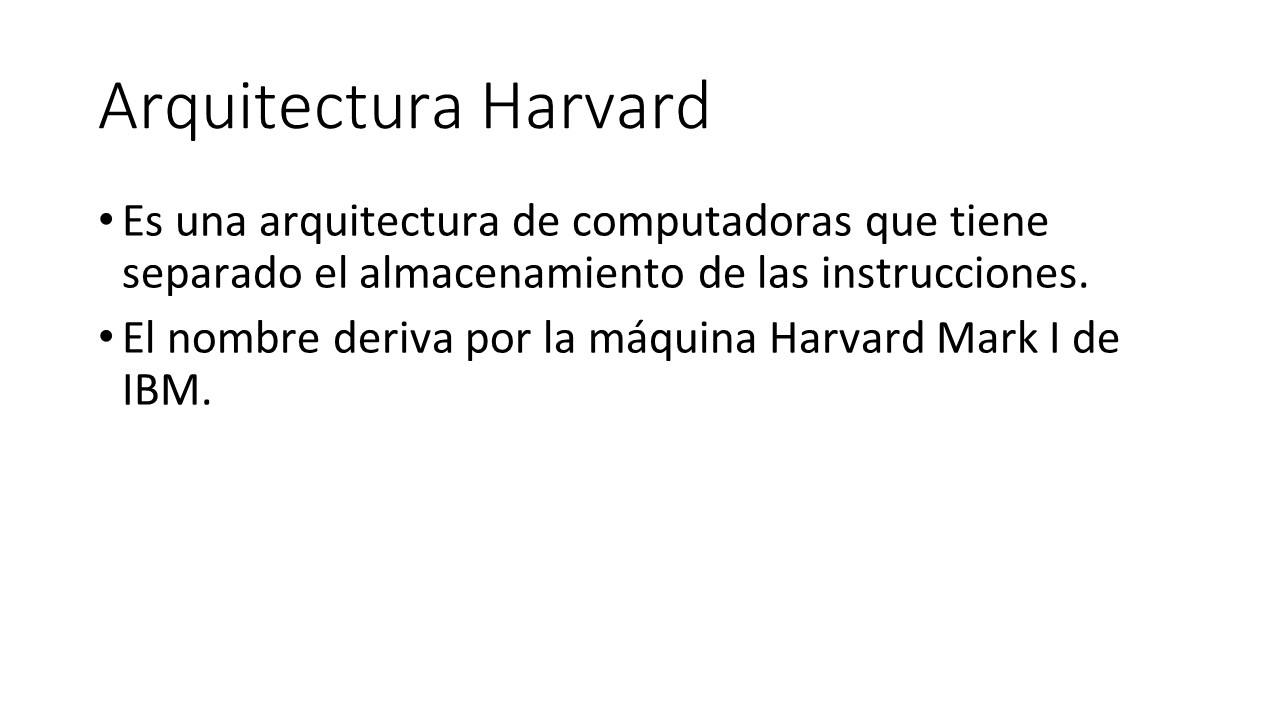 Arquitectura Harvard
• Es una arquitectura de computadoras que tiene
separado el almacenamiento de las instrucciones.
• El nombre deriva por la máquina Harvard Mark I de
IBM.